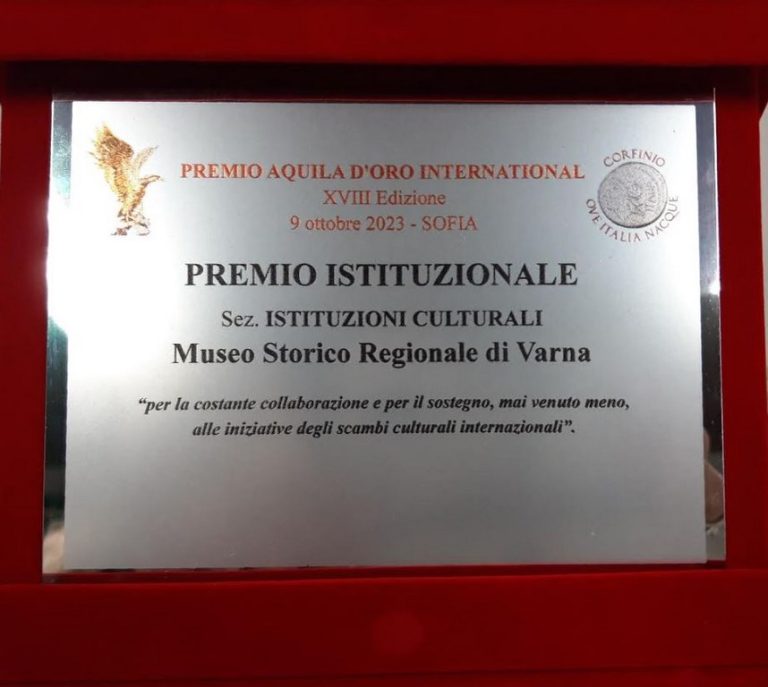 PREMIO AQUILA D'ORO INTERNATIONAL
XVIII Edizione
9 ottobre 2023 - SOFIA
CORFINIO
OVE ITALIA NACQUE
PREMIO ISTITUZIONALE
Sez. ISTITUZIONI CULTURALI
Museo Storico Regionale di Varna
“per la costante collaborazione e per il sostegno, mai venuto meno,
alle iniziative degli scambi culturali internazionali”.